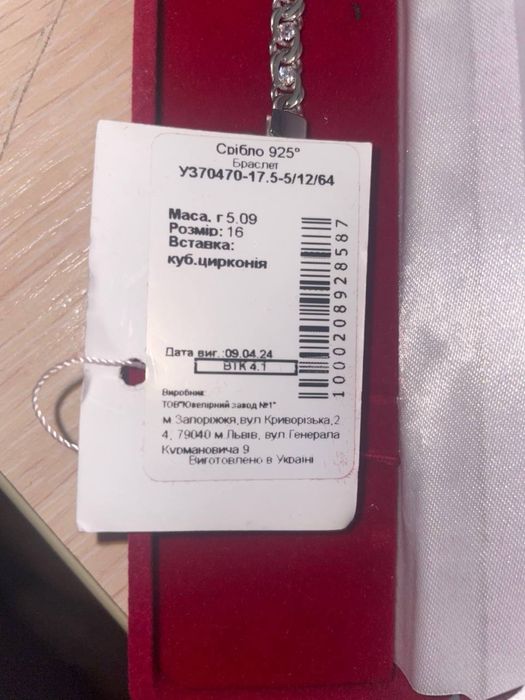 Срібло 925°
Браслет
УЗ70470-17.5-5/12/64
Маса, г 5.09
Розмір: 16
Вставка:
куб.цирконія
1000208928587
Дата виг.:09.04.24
ВТК 4.1
Виробник:
ТОВ"Ювелірний завод №1"
м Запоріжжя,вул Криворізька,2
4, 79040 м Львів, вул Генерала
Курмановича 9
Виготовлено в Україні